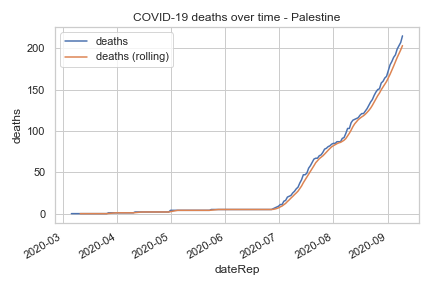 COVID-19 deaths over time - Palestine
deaths
deaths (rolling)
deaths
200
150
100
50
0
2020-03
2020-04
2020-05
2020-06
2020-07
2020-08
2020-09
dateRep